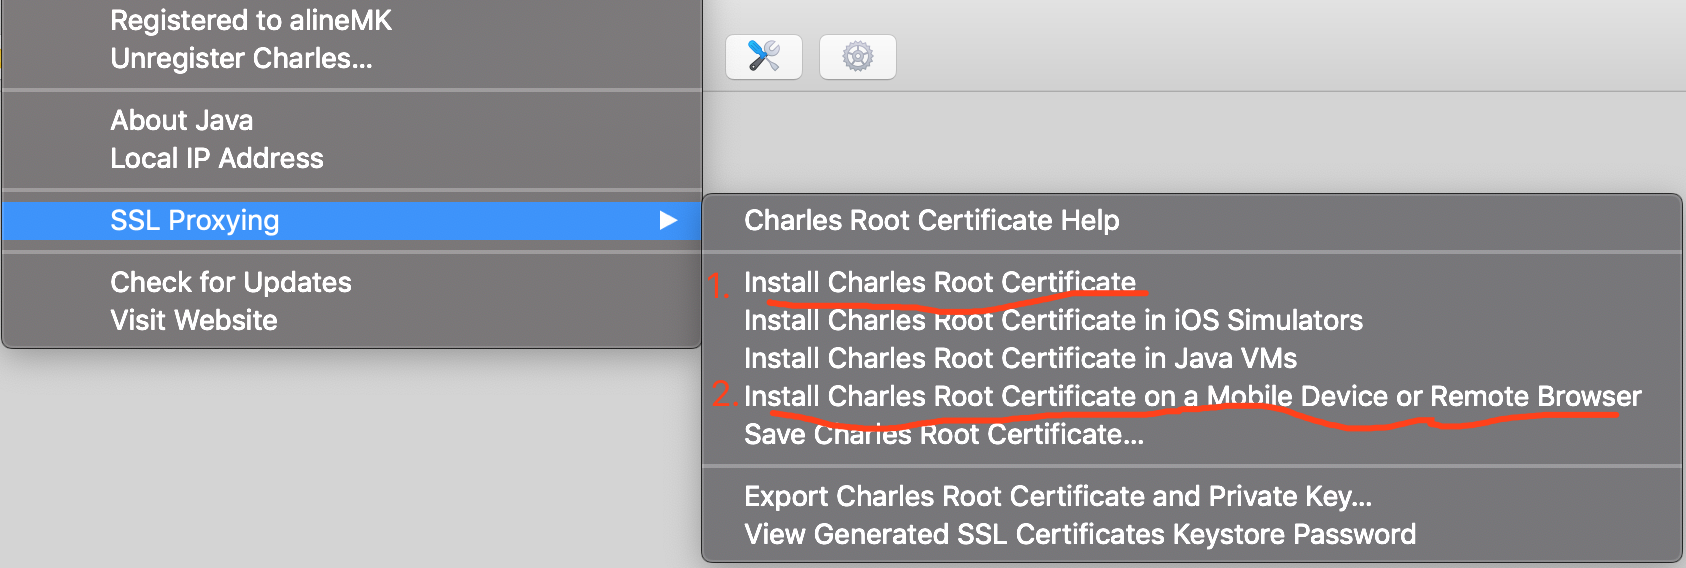 Registered to alineMK
Unregister Charles...
About Java
Local IP Address
SSL Proxying
Check for Updates
Visit Website
Charles Root Certificate Help
1. Install Charles Root Certificate
Install Charles Root Certificate in iOS Simulators
Install Charles Root Certificate in Java VMs
2. Install Charles Root Certificate on a Mobile Device or Remote Browser
Save Charles Root Certificate...
Export Charles Root Certificate and Private Key...
View Generated SSL Certificates Keystore Password